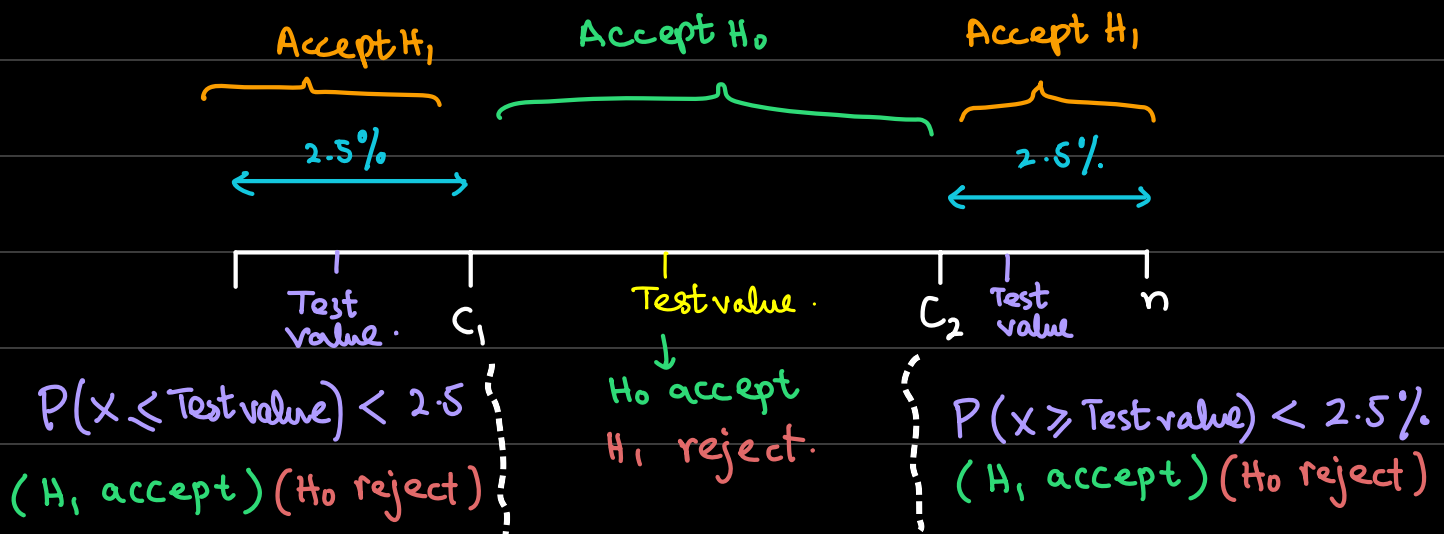 Accept H₁
Accept H₀
Accept H₁
2.5%
2.5%
Test value.
C₁
Test value.
C₂
Test value
n
P(X ≤ Test value) < 2.5
(H₁ accept) (H₀ reject)
↓
H₀ accept
H₁ reject.
P(X ≥ Test value) < 2.5%
(H₁ accept) (H₀ reject)